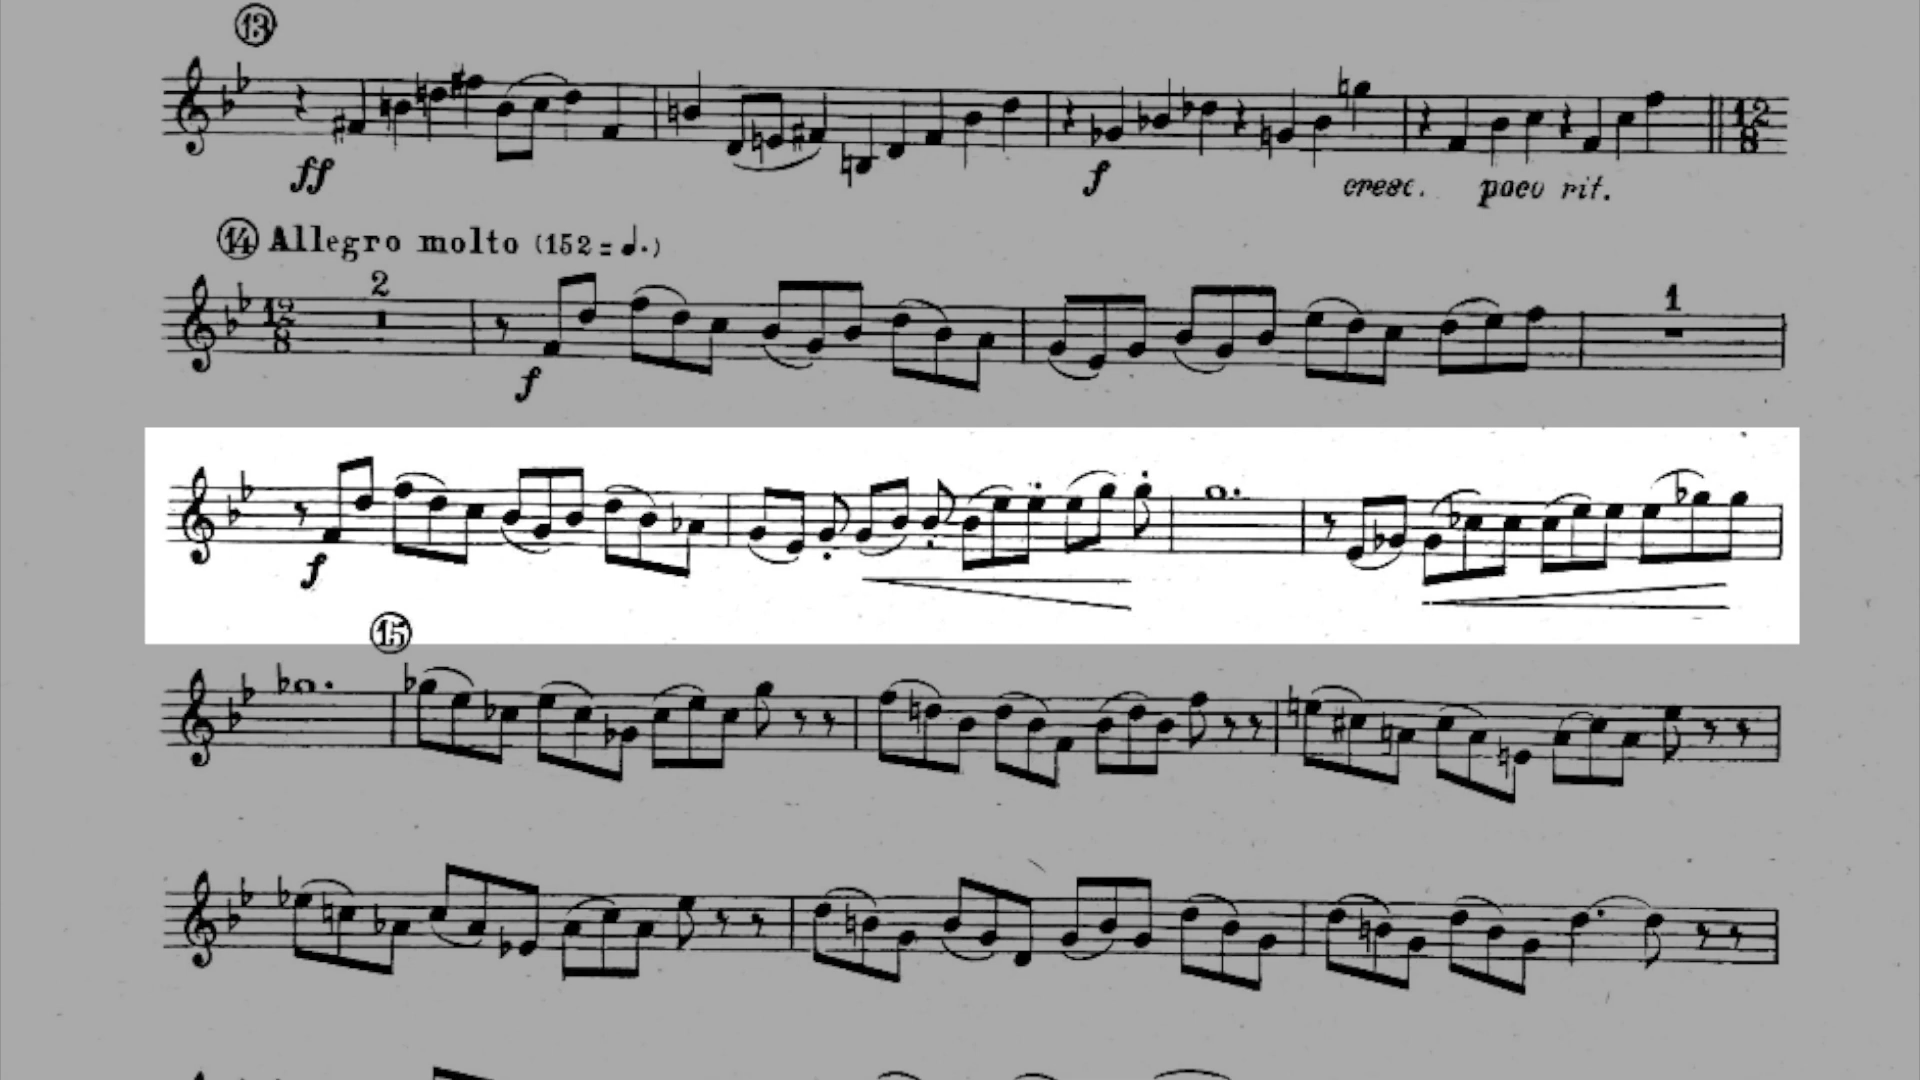 13
ff f cresc. poco rit. 12 8
14 Allegro molto (152 = ♩.)
12 8 2 f 1
f
15